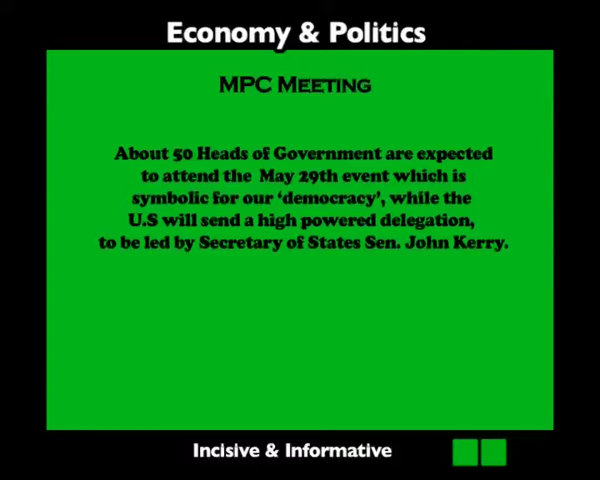 Economy & Politics
MPC MEETING
About 50 Heads of Government are expected
to attend the May 29th event which is
symbolic for our ‘democracy’, while the
U.S will send a high powered delegation,
to be led by Secretary of States Sen. John Kerry.
Incisive & Informative